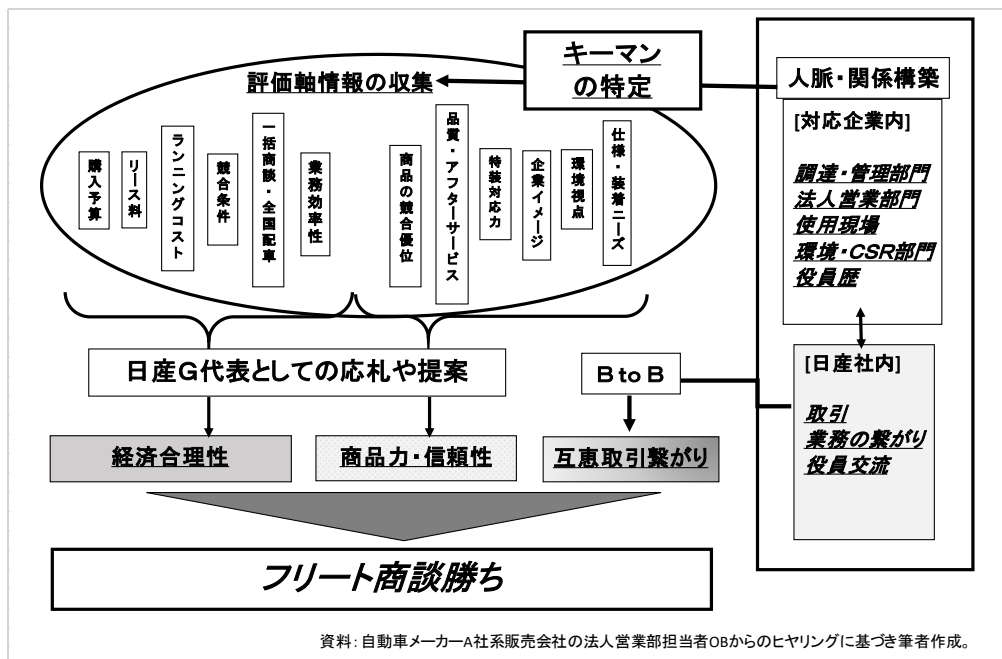 キーマン
の特定
評価軸情報の収集
購入予算
リース料
ランニングコスト
競合条件
一括商談・全国配車
業務効率性
商品の競合優位
品質・アフターサービス
特装対応力
企業イメージ
環境視点
仕様・装着ニーズ
人脈・関係構築
[対応企業内]
調達・管理部門
法人営業部門
使用現場
環境・CSR部門
役員歴
[日産社内]
取引
業務の繋がり
役員交流
日産G代表としての応札や提案
B to B
経済合理性
商品力・信頼性
互恵取引繋がり
フリート商談勝ち
資料：自動車メーカーA社系販売会社の法人営業部担当者OBからのヒヤリングに基づき筆者作成。